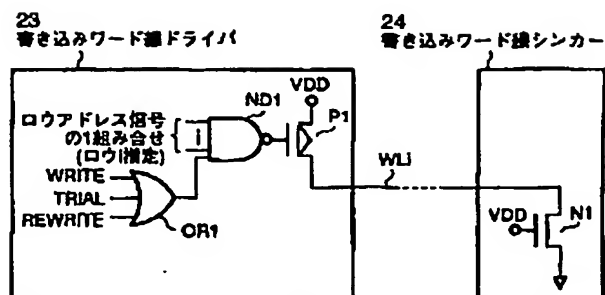 23
書き込みワード線ドライバ
24
書き込みワード線シンカー
VDD
ND1
P1
ロウアドレス信号
の1組み合せ
(ロウi指定)
i
WRITE
TRIAL
REWRITE
OR1
WLi
VDD
N1